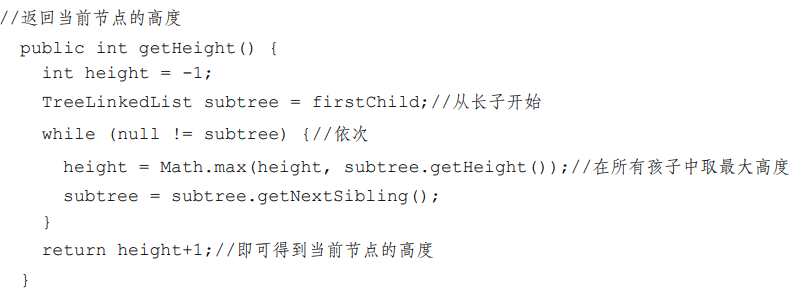 //返回当前节点的高度
public int getHeight() {
int height = -1;
TreeLinkedList subtree = firstChild;//从长子开始
while (null != subtree) {//依次
height = Math.max(height, subtree.getHeight());//在所有孩子中取最大高度
subtree = subtree.getNextSibling();
}
return height+1;//即可得到当前节点的高度
}